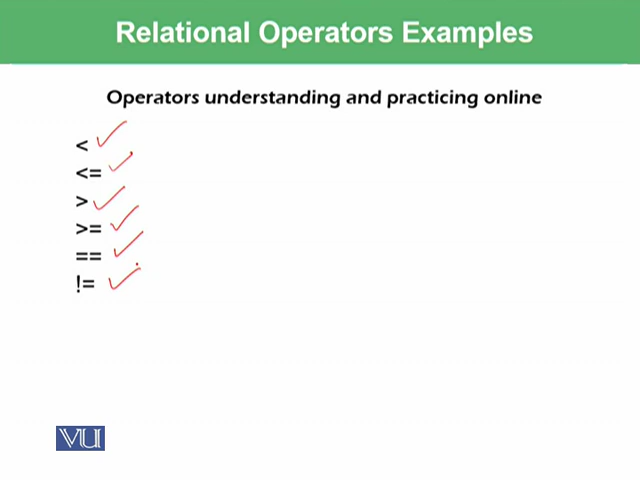 Relational Operators Examples
Operators understanding and practicing online
<
<=
>
>=
==
!=
VU